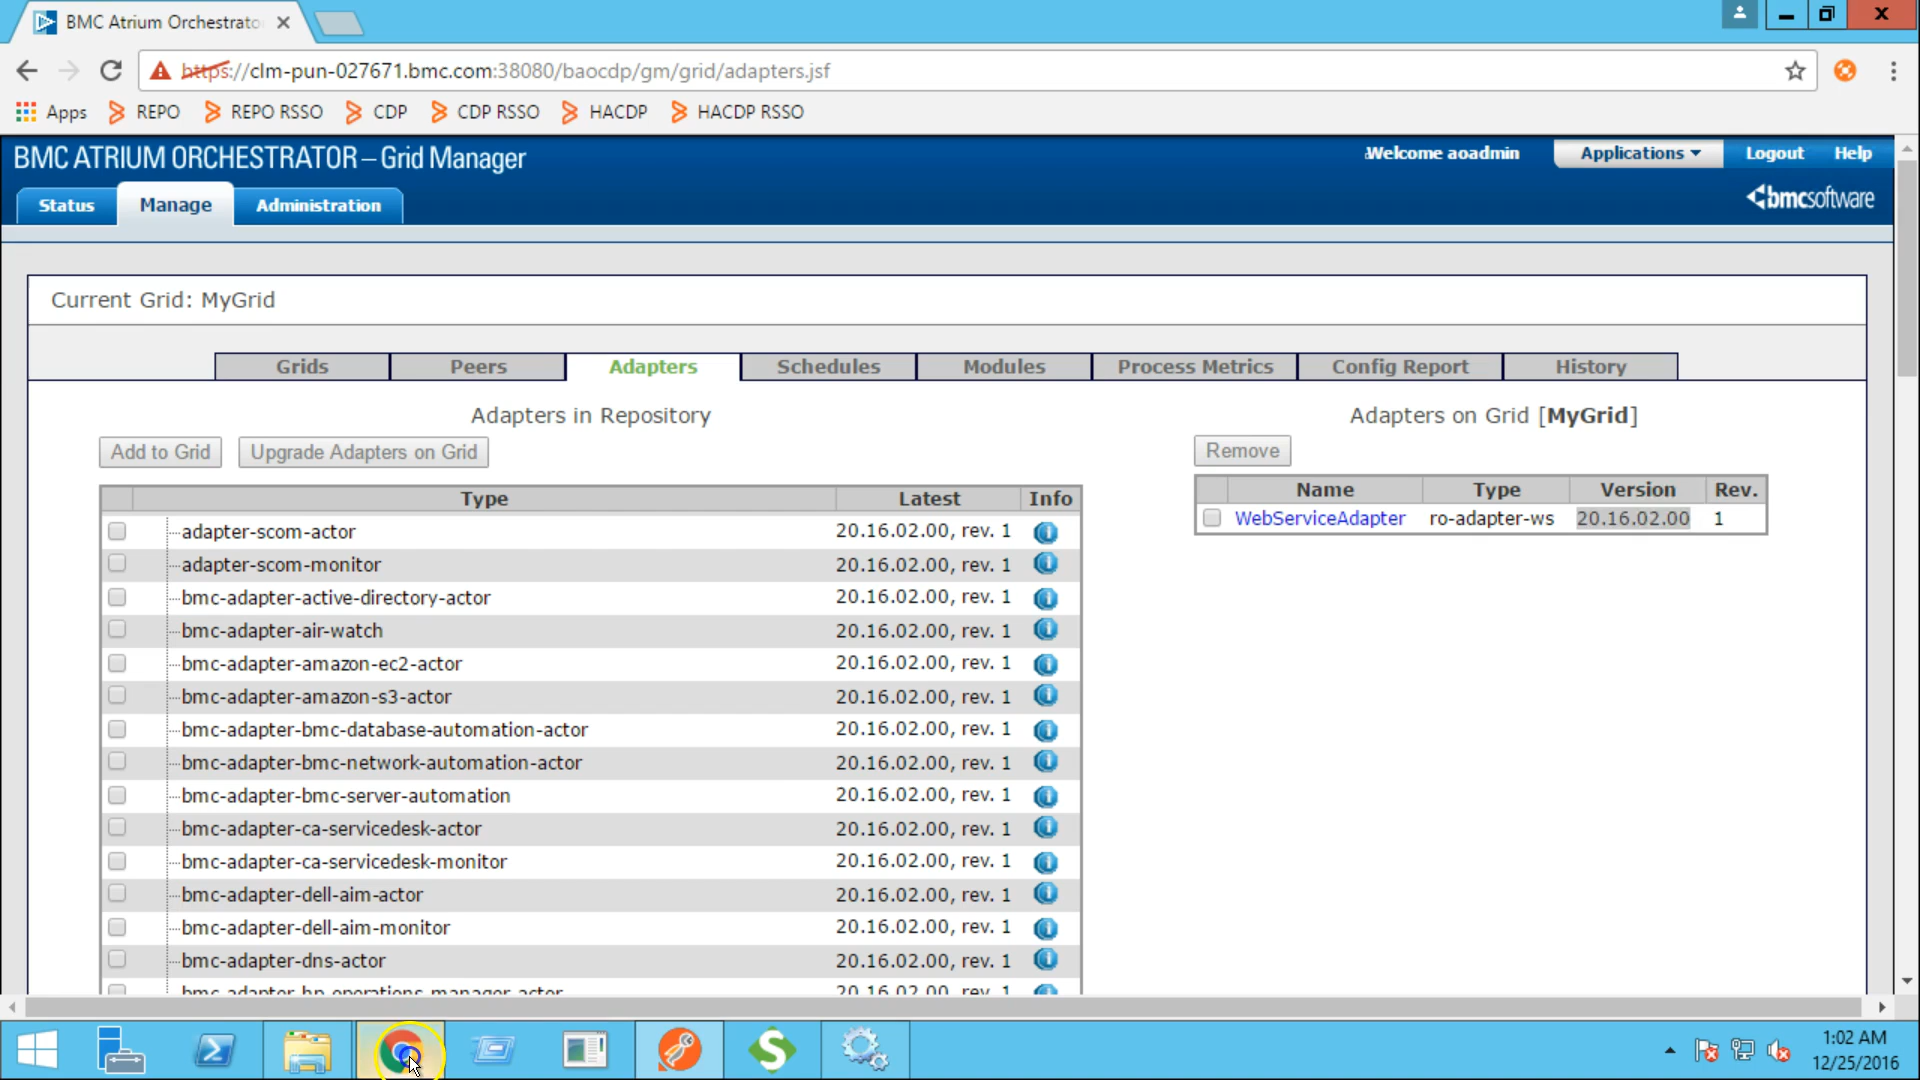 BMC Atrium Orchestrato
https://clm-pun-027671.bmc.com:38080/baocdp/gm/grid/adapters.jsf
Apps REPO REPO RSSO CDP CDP RSSO HACDP HACDP RSSO
BMC ATRIUM ORCHESTRATOR – Grid Manager
Welcome aoadmin Applications Logout Help
Status Manage Administration
bmcsoftware
Current Grid: MyGrid
Grids Peers Adapters Schedules Modules Process Metrics Config Report History
Adapters in Repository
Add to Grid Upgrade Adapters on Grid
Type Latest Info
adapter-scom-actor 20.16.02.00, rev. 1
adapter-scom-monitor 20.16.02.00, rev. 1
bmc-adapter-active-directory-actor 20.16.02.00, rev. 1
bmc-adapter-air-watch 20.16.02.00, rev. 1
bmc-adapter-amazon-ec2-actor 20.16.02.00, rev. 1
bmc-adapter-amazon-s3-actor 20.16.02.00, rev. 1
bmc-adapter-bmc-database-automation-actor 20.16.02.00, rev. 1
bmc-adapter-bmc-network-automation-actor 20.16.02.00, rev. 1
bmc-adapter-bmc-server-automation 20.16.02.00, rev. 1
bmc-adapter-ca-servicedesk-actor 20.16.02.00, rev. 1
bmc-adapter-ca-servicedesk-monitor 20.16.02.00, rev. 1
bmc-adapter-dell-aim-actor 20.16.02.00, rev. 1
bmc-adapter-dell-aim-monitor 20.16.02.00, rev. 1
bmc-adapter-dns-actor 20.16.02.00, rev. 1
bmc-adapter-hp-operations-manager-actor 20.16.02.00, rev. 1
Adapters on Grid [MyGrid]
Remove
Name Type Version Rev.
WebServiceAdapter ro-adapter-ws 20.16.02.00 1
1:02 AM
12/25/2016